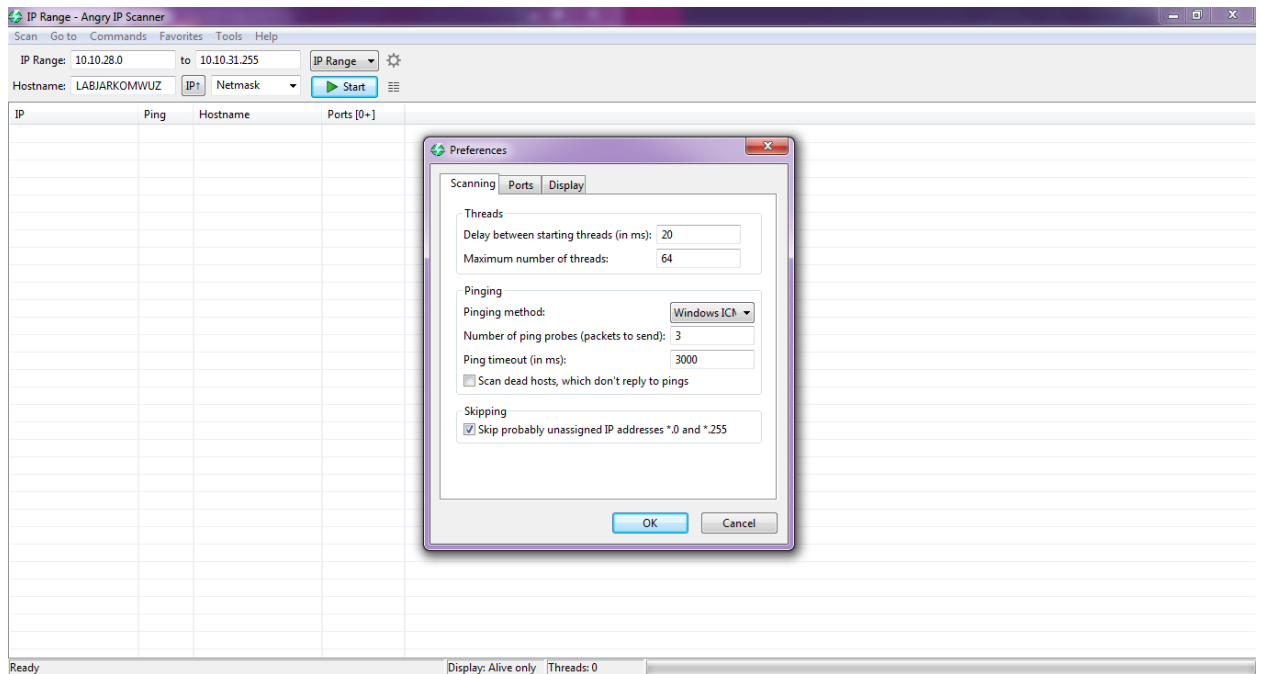 IP Range - Angry IP Scanner
Scan Go to Commands Favorites Tools Help
IP Range: 10.10.28.0 to 10.10.31.255 IP Range
Hostname: LABJARKOMWUZ IP↑ Netmask Start
IP Ping Hostname Ports [0+]
Preferences
Scanning Ports Display
Threads
Delay between starting threads (in ms): 20
Maximum number of threads: 64
Pinging
Pinging method: Windows ICM
Number of ping probes (packets to send): 3
Ping timeout (in ms): 3000
Scan dead hosts, which don't reply to pings
Skipping
Skip probably unassigned IP addresses *.0 and *.255
OK Cancel
Ready Display: Alive only Threads: 0